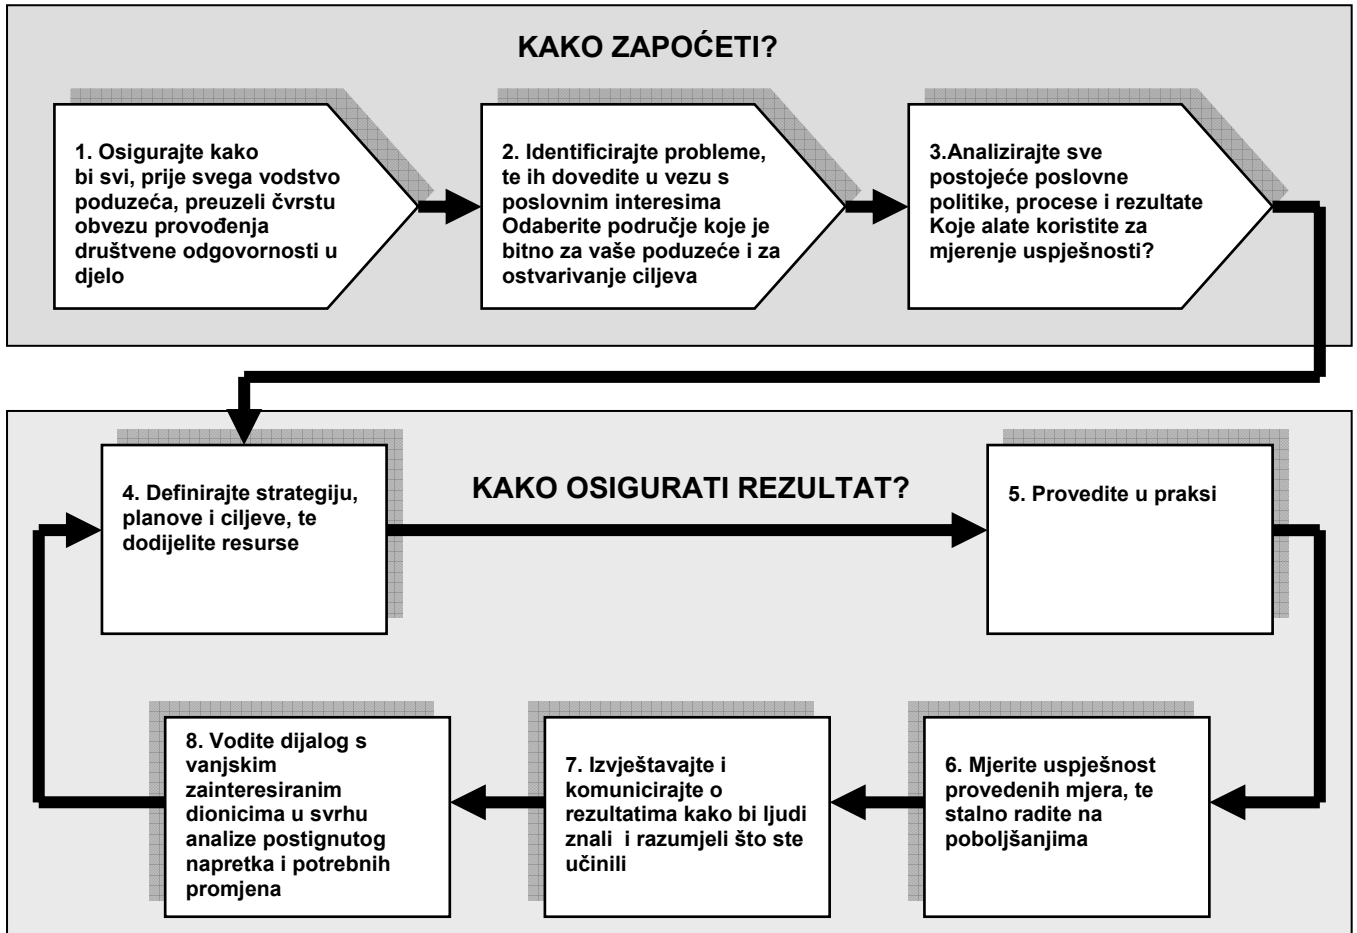 KAKO ZAPOĆETI?
1. Osigurajte kako
bi svi, prije svega vodstvo
poduzeća, preuzeli čvrstu
obvezu provođenja
društvene odgovornosti u
djelo
2. Identificirajte probleme,
te ih dovedite u vezu s
poslovnim interesima
Odaberite područje koje je
bitno za vaše poduzeće i za
ostvarivanje ciljeva
3.Analizirajte sve
postojeće poslovne
politike, procese i rezultate
Koje alate koristite za
mjerenje uspješnosti?
KAKO OSIGURATI REZULTAT?
4. Definirajte strategiju,
planove i ciljeve, te
dodijelite resurse
5. Provedite u praksi
6. Mjerite uspješnost
provedenih mjera, te
stalno radite na
poboljšanjima
7. Izvještavajte i
komunicirajte o
rezultatima kako bi ljudi
znali  i razumjeli što ste
učinili
8. Vodite dijalog s
vanjskim
zainteresiranim
dionicima u svrhu
analize postignutog
napretka i potrebnih
promjena